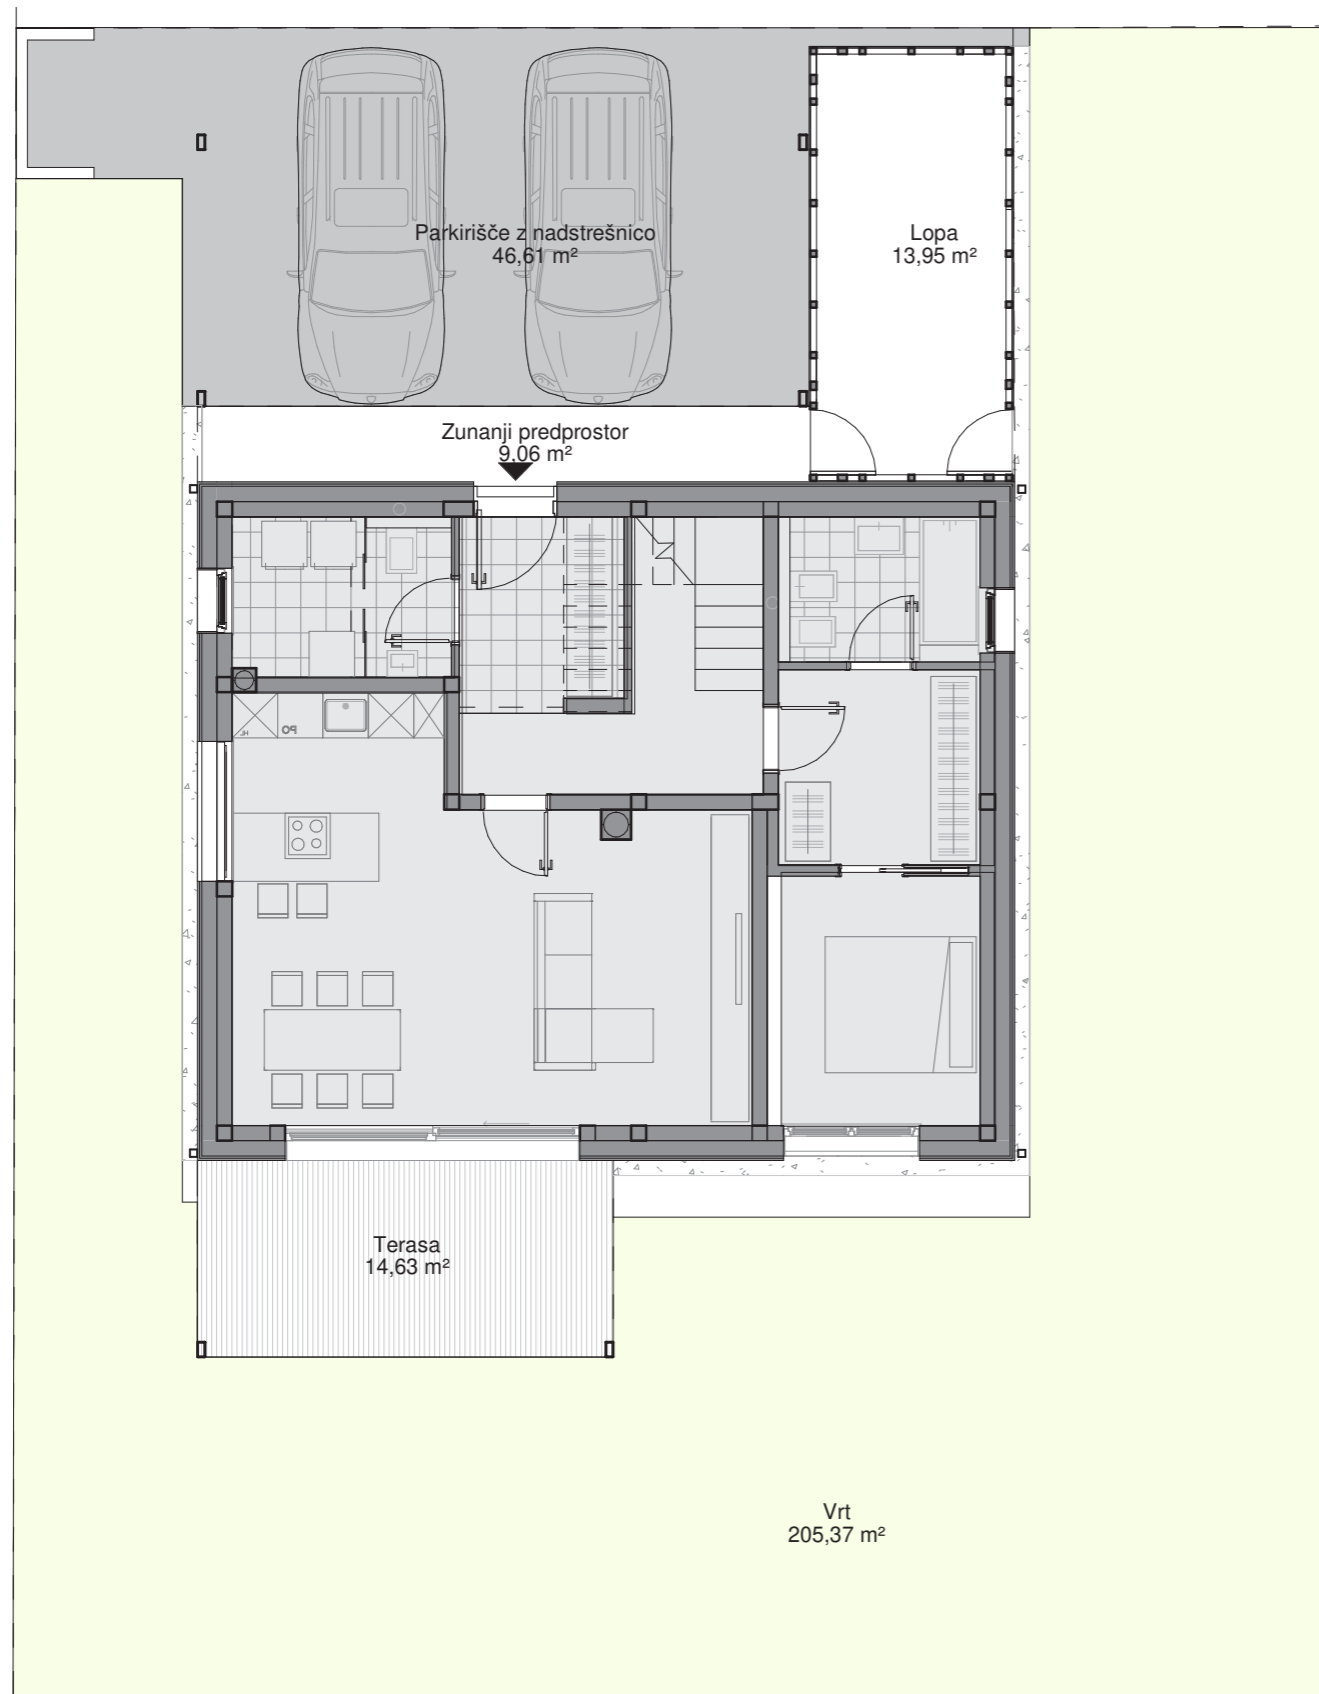 Parkirišče z nadstrešnico
46,61 m²
Lopa
13,95 m²
Zunanji predprostor
9,06 m²
HL
PO
Terasa
14,63 m²
Vrt
205,37 m²